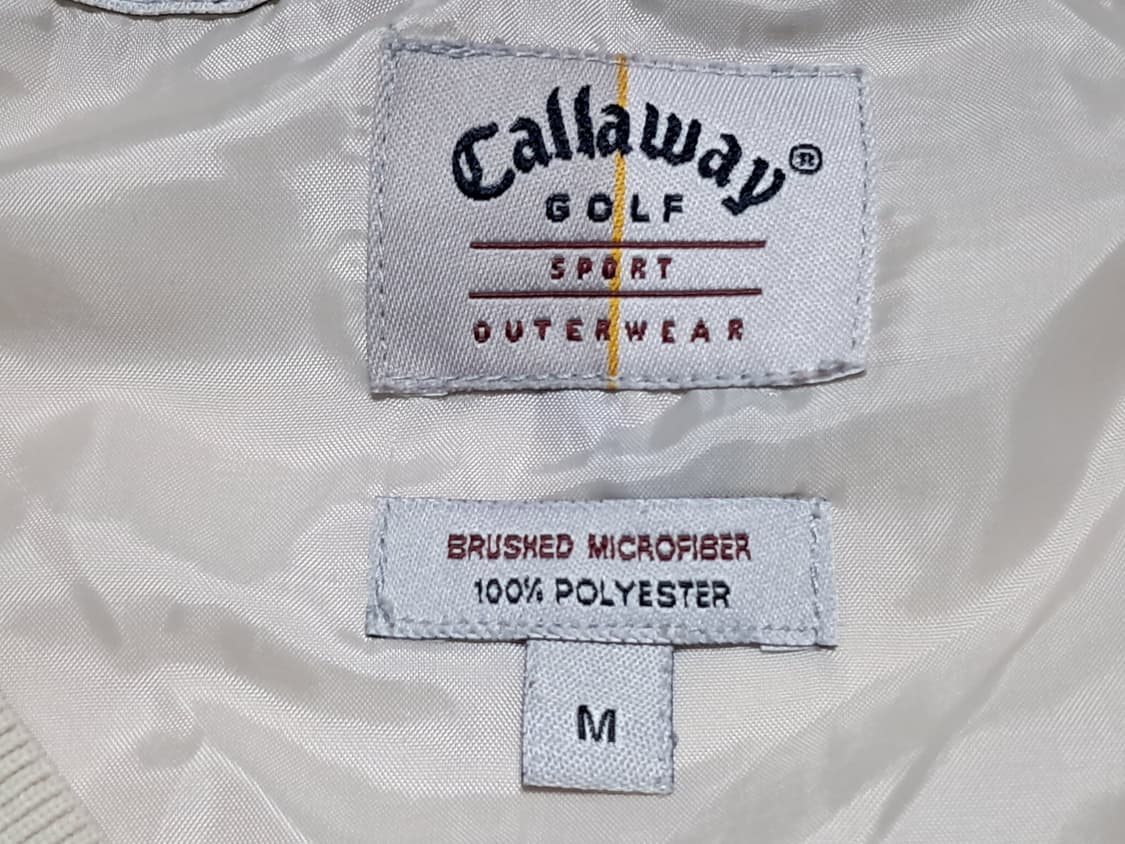 Callaway®
GOLF
SPORT
OUTERWEAR
BRUSHED MICROFIBER
100% POLYESTER
M